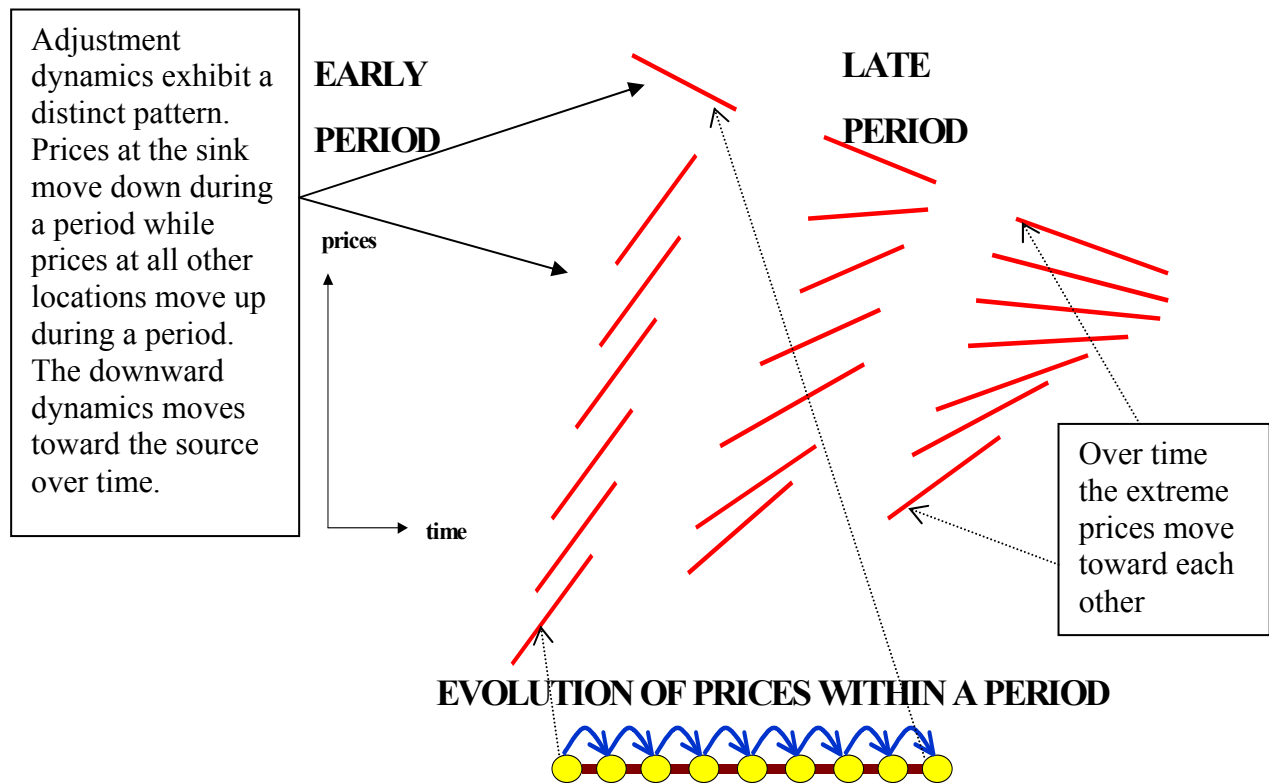 Adjustment
dynamics exhibit a
distinct pattern.
Prices at the sink
move down during
a period while
prices at all other
locations move up
during a period.
The downward
dynamics moves
toward the source
over time.
EARLY
PERIOD
LATE
PERIOD
prices
time
Over time
the extreme
prices move
toward each
other
EVOLUTION OF PRICES WITHIN A PERIOD